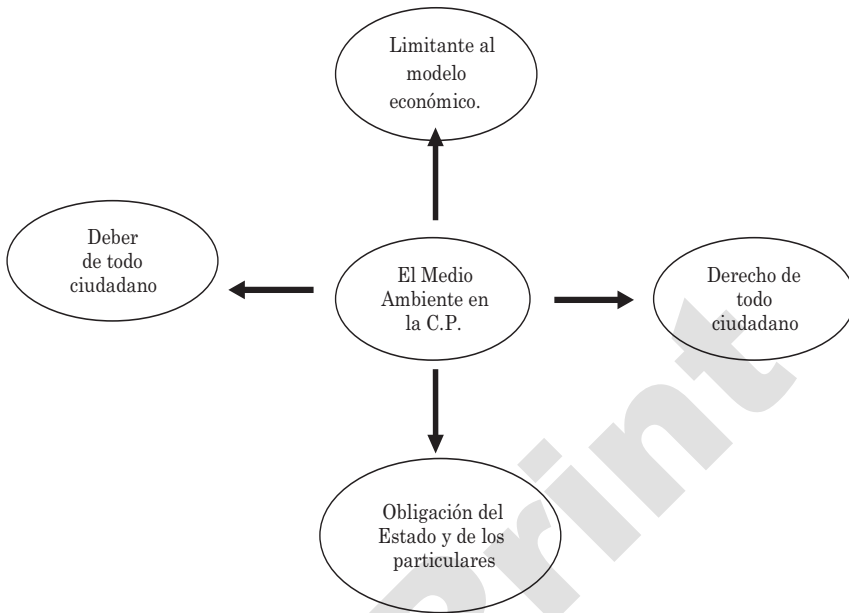 Limitante al
modelo
económico.
Deber
de todo
ciudadano
El Medio
Ambiente en
la C.P.
Derecho de
todo
ciudadano
Obligación del
Estado y de los
particulares
Print